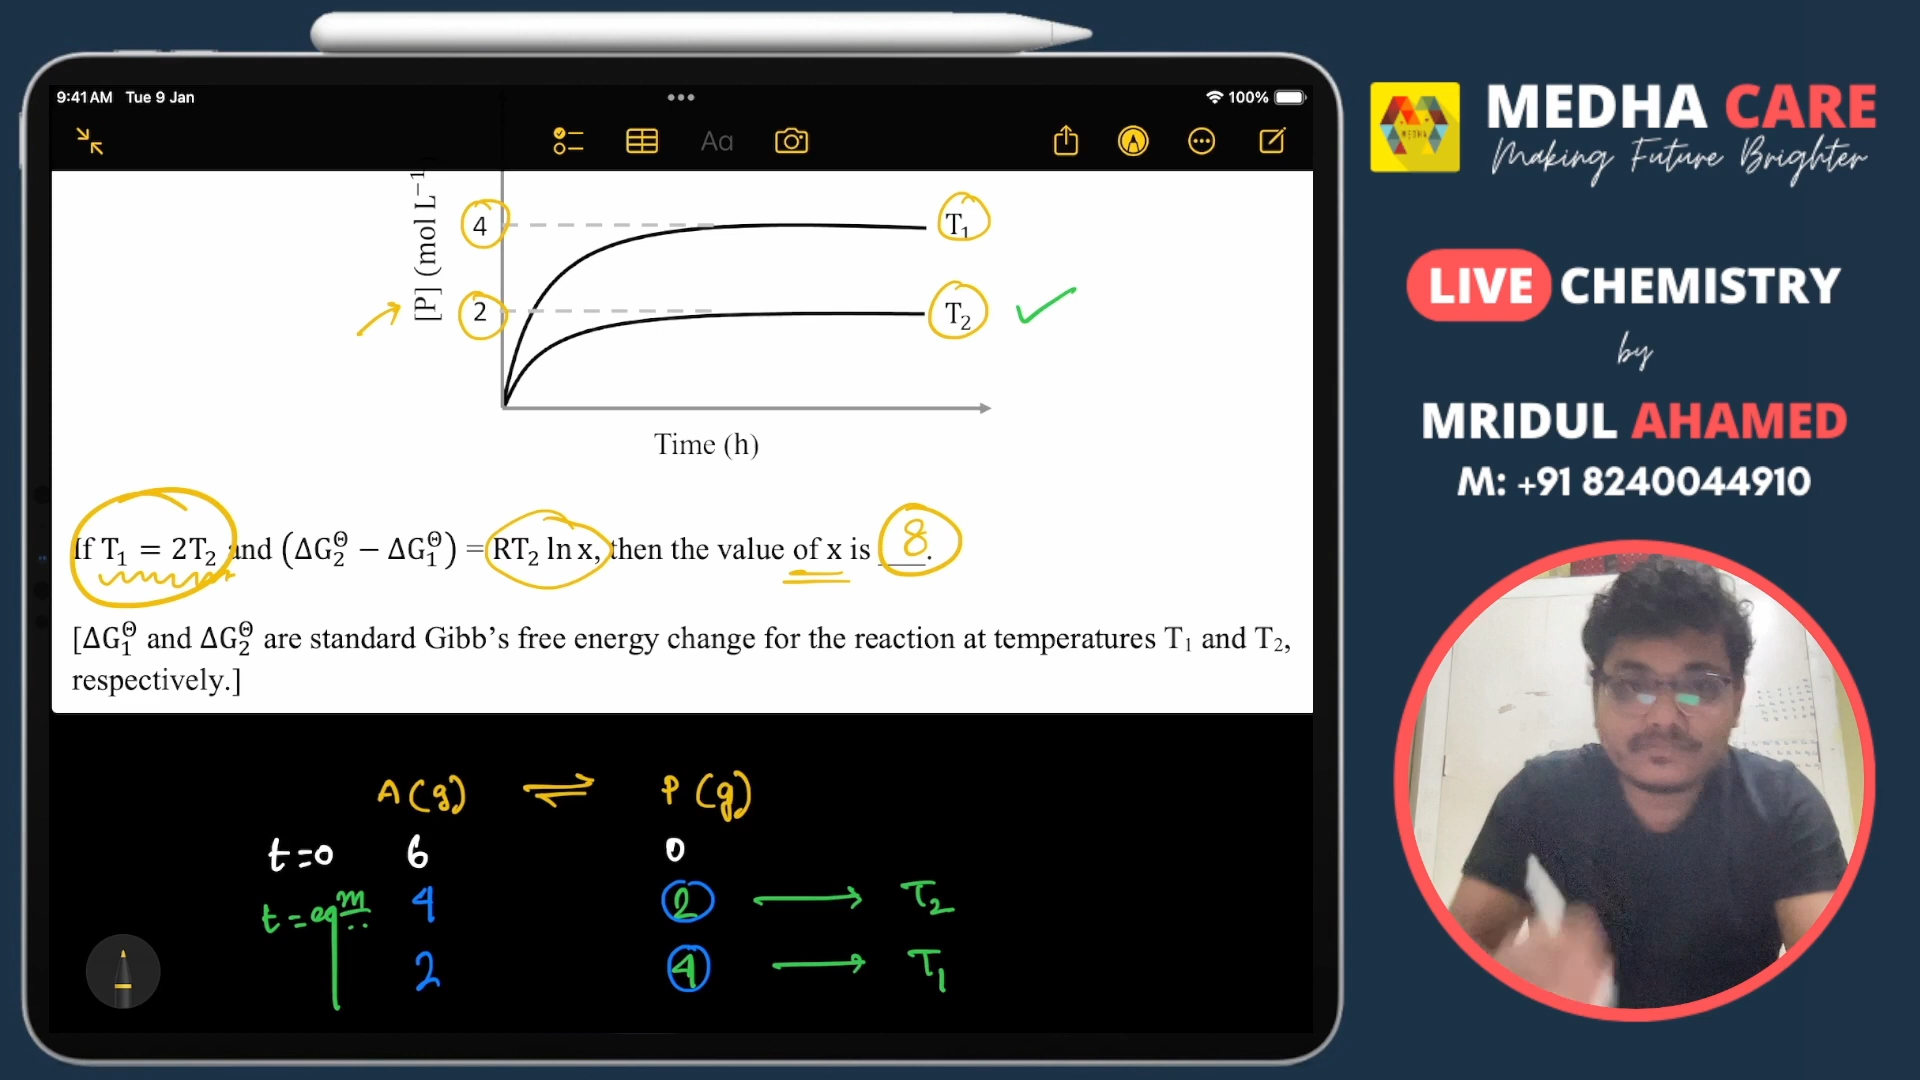 9:41 AM Tue 9 Jan
100%
Aa
[P] (mol L⁻¹
4
T₁
2
T₂
Time (h)
If T₁ = 2T₂ and (ΔG₂^Θ − ΔG₁^Θ) = RT₂ ln x, then the value of x is 8.
[ΔG₁^Θ and ΔG₂^Θ are standard Gibb's free energy change for the reaction at temperatures T₁ and T₂,
respectively.]
A(g) ⇌ P(g)
t=0 6 0
t=eqm 4 2 → T₂
2 4 → T₁
MEDHA CARE
Making Future Brighter
LIVE CHEMISTRY
by
MRIDUL AHAMED
M: +91 8240044910